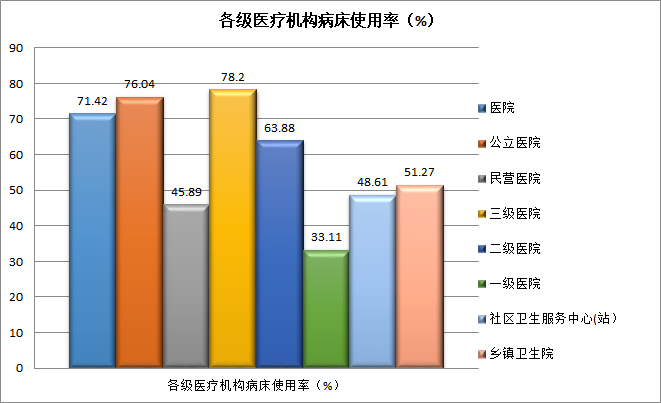 各级医疗机构病床使用率（%）
90
80
70
60
50
40
30
20
10
0
71.42
76.04
45.89
78.2
63.88
33.11
48.61
51.27
各级医疗机构病床使用率（%）
医院
公立医院
民营医院
三级医院
二级医院
一级医院
社区卫生服务中心(站）
乡镇卫生院